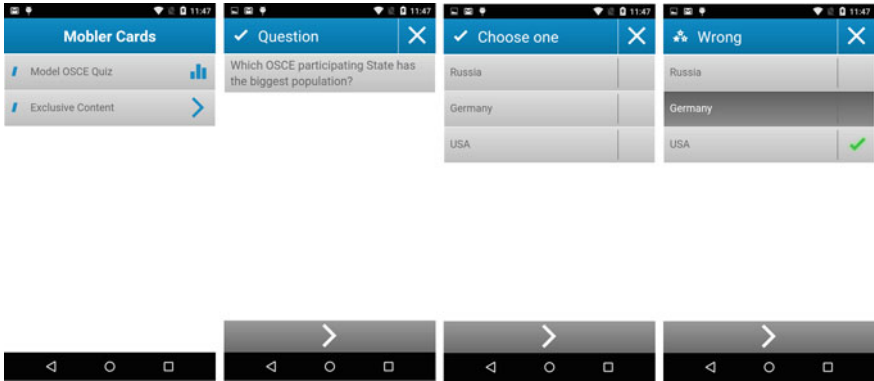 11:47
Mobler Cards
Model OSCE Quiz
Exclusive Content
11:47
Question
Which OSCE participating State has
the biggest population?
11:47
Choose one
Russia
Germany
USA
11:47
Wrong
Russia
Germany
USA